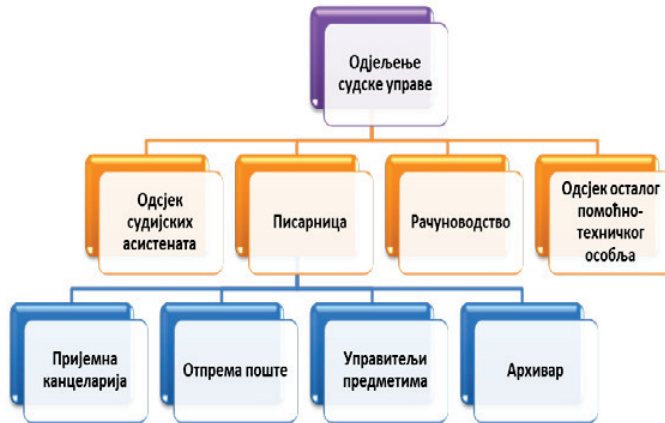 Одјељење
судске управе
Одсјек
судијских
асистената
Писарница
Рачуноводство
Одсјек осталог
помоћно-
техничког
особља
Пријемна
канцеларија
Отпрема поште
Управитељи
предметима
Архивар